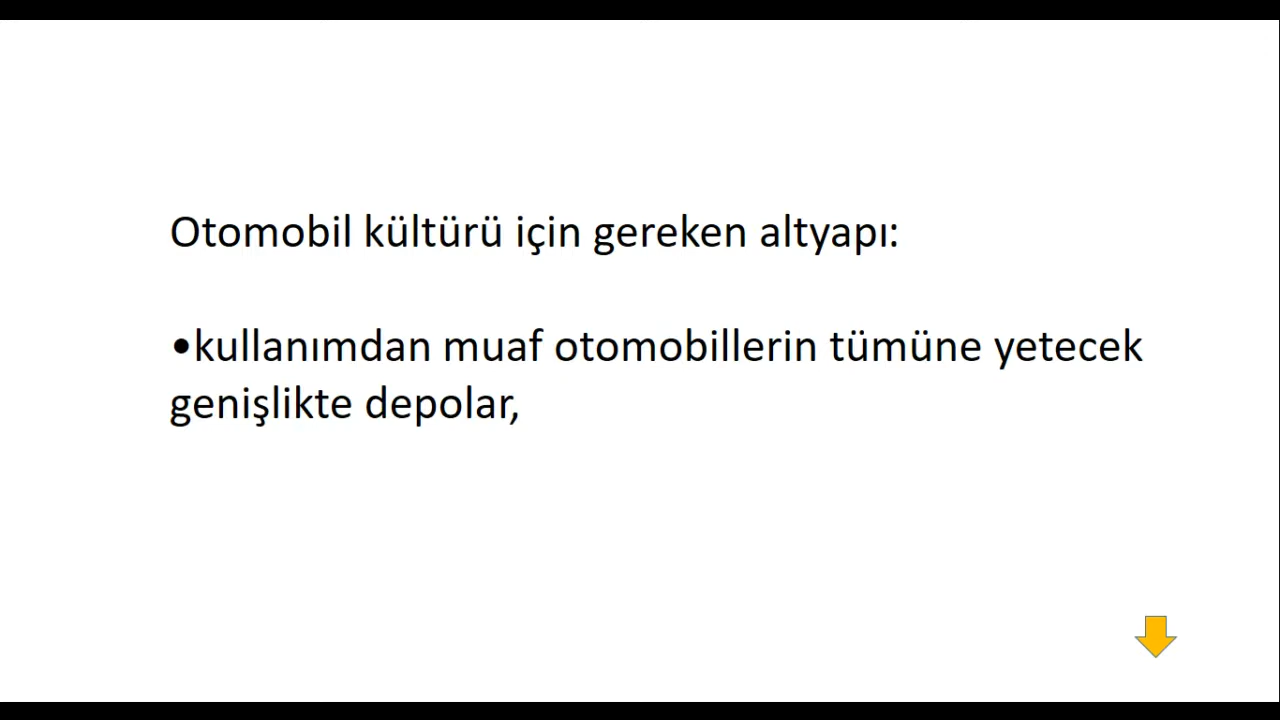 Otomobil kültürü için gereken altyapı:
•kullanımdan muaf otomobillerin tümüne yetecek
genişlikte depolar,